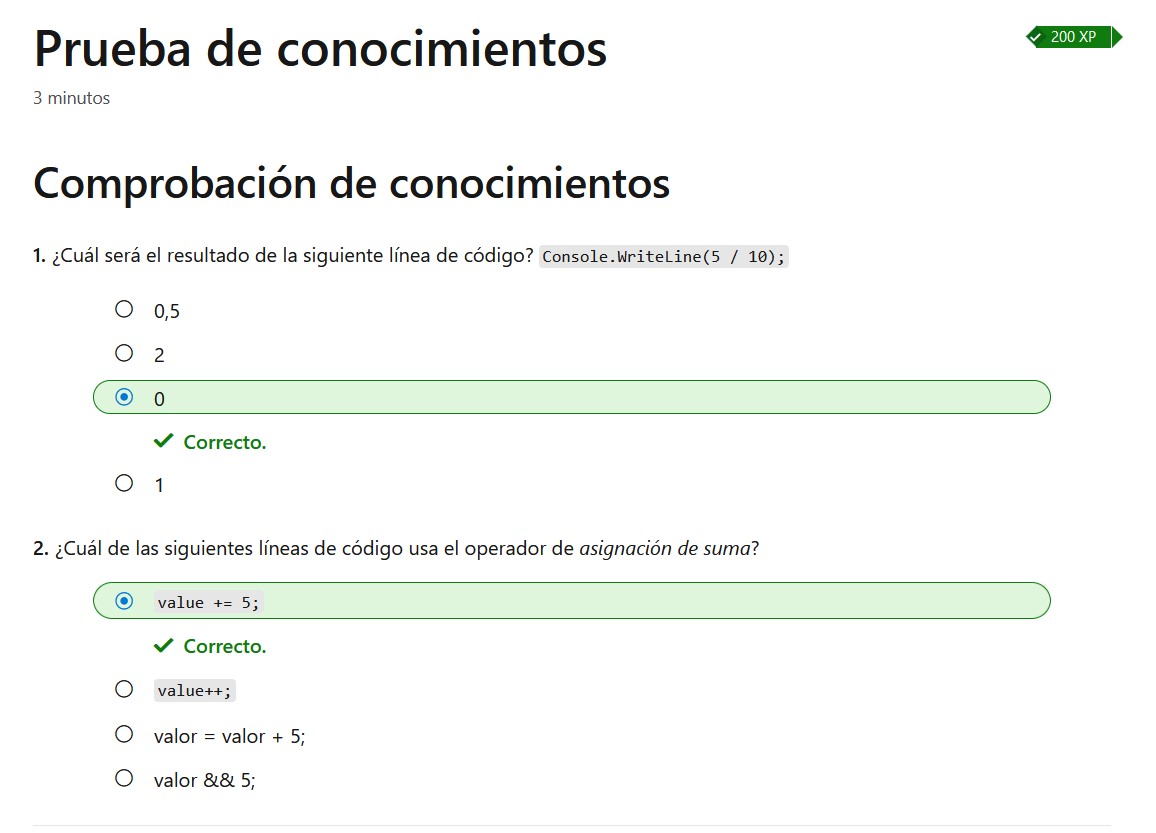 Prueba de conocimientos
200 XP
3 minutos
Comprobación de conocimientos
1. ¿Cuál será el resultado de la siguiente línea de código? Console.WriteLine(5 / 10);
0,5
2
0
Correcto.
1
2. ¿Cuál de las siguientes líneas de código usa el operador de asignación de suma?
value += 5;
Correcto.
value++;
valor = valor + 5;
valor && 5;